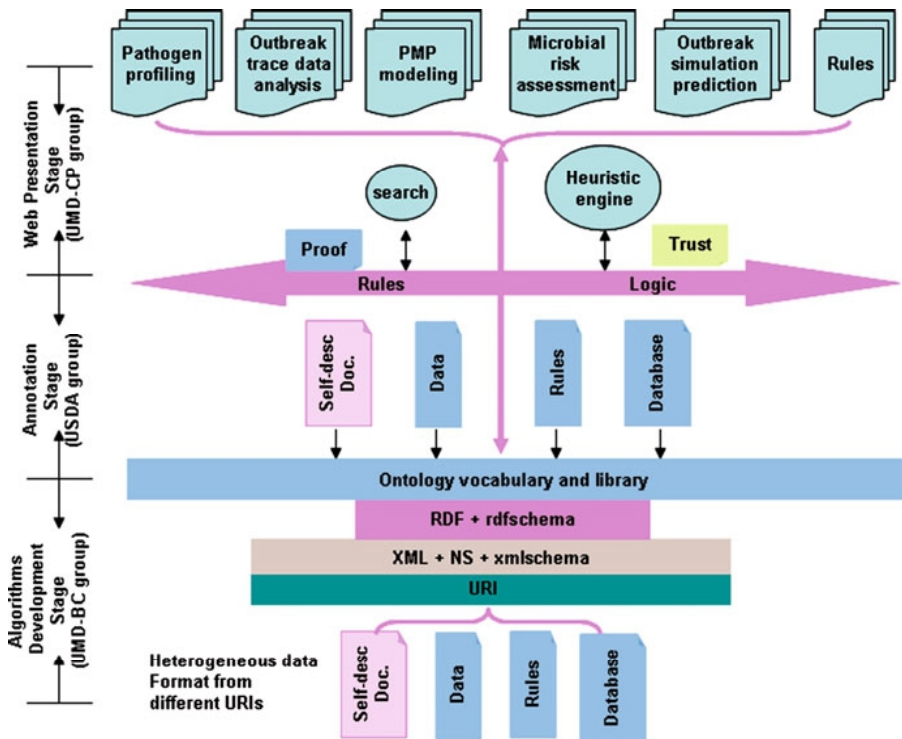 Pathogen
profiling
Outbreak
trace data
analysis
PMP
modeling
Microbial
risk
assessment
Outbreak
simulation
prediction
Rules
Web Presentation
Stage
(UMD-CP group)
search
Heuristic
engine
Proof
Trust
Rules
Logic
Annotation
Stage
(USDA group)
Self-desc
Doc.
Data
Rules
Database
Ontology vocabulary and library
RDF + rdfschema
XML + NS + xmlschema
URI
Algorithms
Development
Stage
(UMD-BC group)
Heterogeneous data
Format from
different URIs
Self-desc
Doc.
Data
Rules
Database